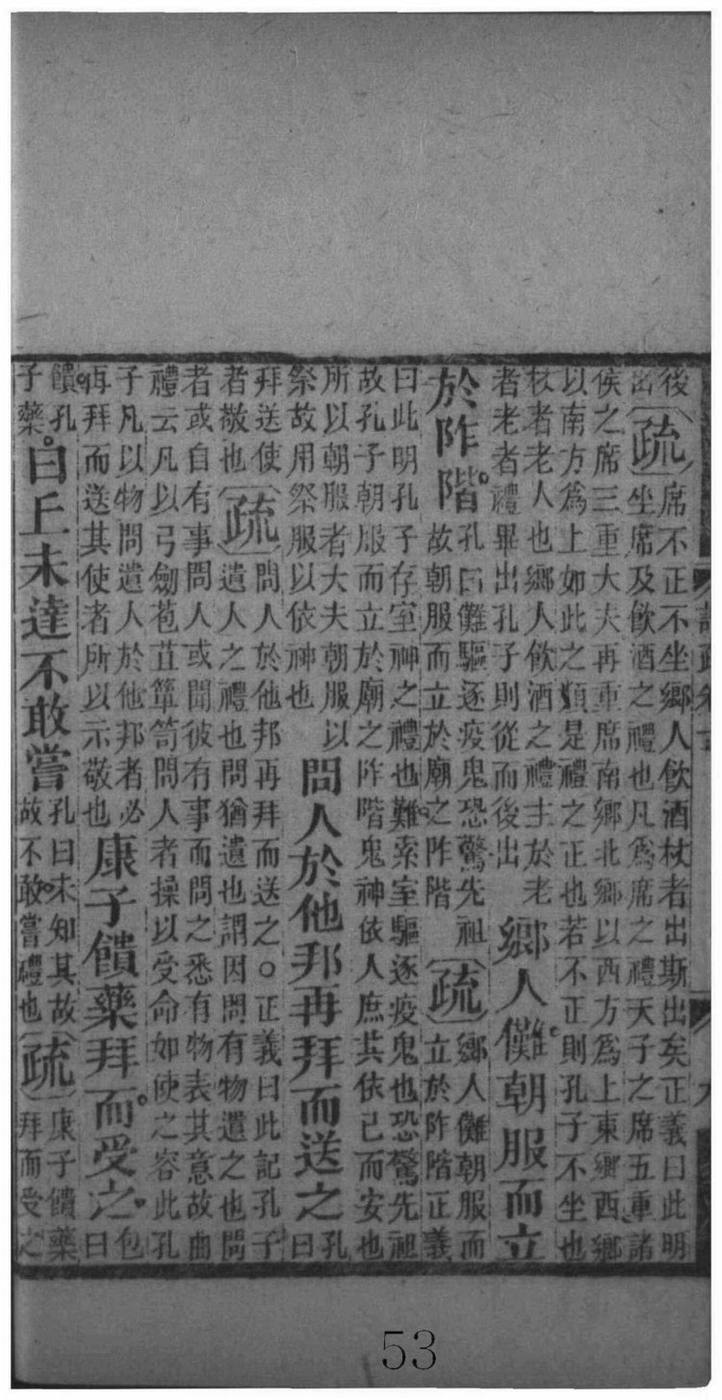 後
出
疏
席不正不坐鄉人飲酒杖者出斯出矣正義曰此明
坐席及飲酒之禮也凡爲席之禮天子之席五重諸
侯之席三重大夫再重席南鄉北鄉以西方爲上東鄉西鄉
以南方爲上如此之類是禮之正也若不正則孔子不坐也
杖者老人也鄉人飲酒之禮主於老
者老者禮畢出孔子則從而後出
鄉人儺朝服而立
於阼階
孔曰儺驅逐疫鬼恐驚先祖
故朝服而立於廟之阼階
疏
鄉人儺朝服而
立於阼階正義
曰此明孔子存室神之禮也難索室驅逐疫鬼也恐驚先祖
故孔子朝服而立於廟之阼階鬼神依人庶其依己而安也
所以朝服者大夫朝服以
祭故用祭服以依神也
問人於他邦再拜而送之
孔
曰
拜送使
者敬也
疏
問人於他邦再拜而送之○正義曰此記孔子
遺人之禮也問猶遺也謂因問有物遺之也問
者或自有事問人或聞彼有事而問之悉有物表其意故曲
禮云凡以弓劒苞苴簞笥問人者操以受命如使之容此孔
子凡以物問遺人於他邦者必
再拜而送其使者所以示敬也
康子饋藥拜而受之
包
曰
饋孔
子藥
曰丘未達不敢嘗
孔曰未知其故
故不敢嘗禮也
疏
康子饋藥
拜而受之
53